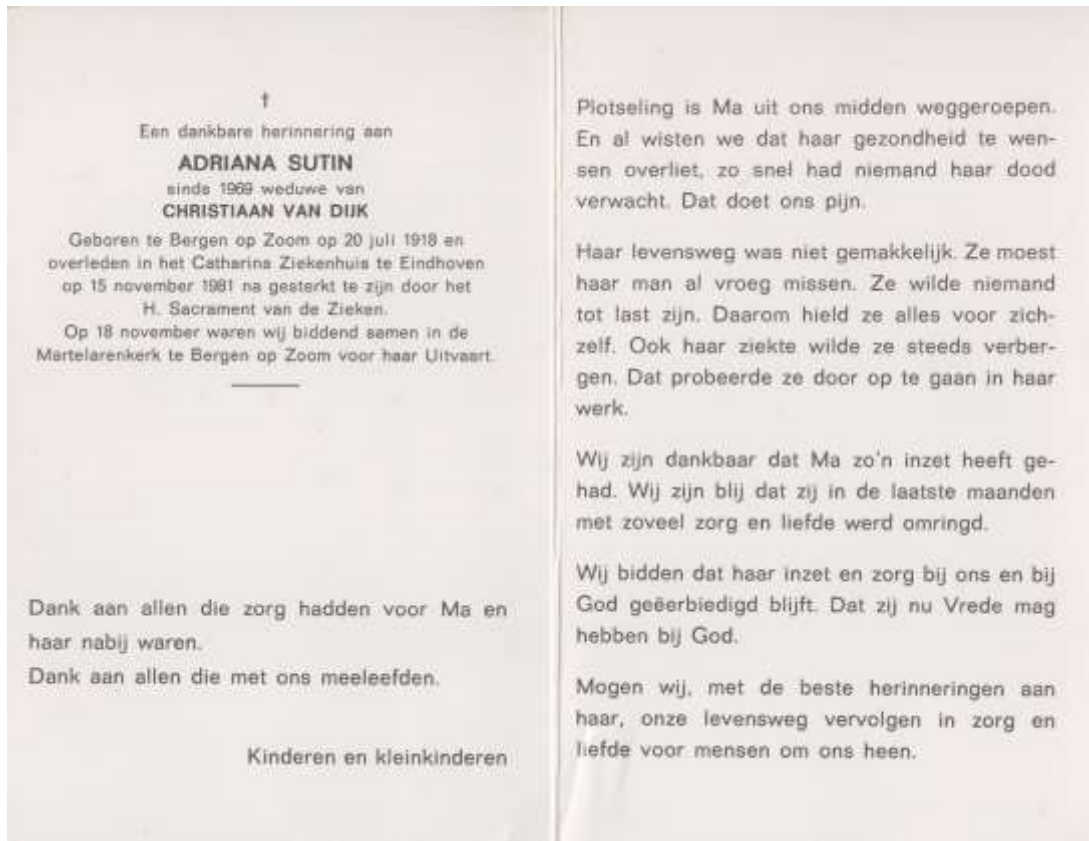 †
Een dankbare herinnering aan
ADRIANA SUTIN
sinds 1969 weduwe van
CHRISTIAAN VAN DIJK
Geboren te Bergen op Zoom op 20 juli 1918 en
overleden in het Catharina Ziekenhuis te Eindhoven
op 15 november 1981 na gesterkt te zijn door het
H. Sacrament van de Zieken.
Op 18 november waren wij biddend samen in de
Martelarenkerk te Bergen op Zoom voor haar Uitvaart.
Dank aan allen die zorg hadden voor Ma en
haar nabij waren.
Dank aan allen die met ons meeleefden.
Kinderen en kleinkinderen
Plotseling is Ma uit ons midden weggeroepen.
En al wisten we dat haar gezondheid te wen-
sen overliet, zo snel had niemand haar dood
verwacht. Dat doet ons pijn.
Haar levensweg was niet gemakkelijk. Ze moest
haar man al vroeg missen. Ze wilde niemand
tot last zijn. Daarom hield ze alles voor zich-
zelf. Ook haar ziekte wilde ze steeds verber-
gen. Dat probeerde ze door op te gaan in haar
werk.
Wij zijn dankbaar dat Ma zo'n inzet heeft ge-
had. Wij zijn blij dat zij in de laatste maanden
met zoveel zorg en liefde werd omringd.
Wij bidden dat haar inzet en zorg bij ons en bij
God geëerbiedigd blijft. Dat zij nu Vrede mag
hebben bij God.
Mogen wij, met de beste herinneringen aan
haar, onze levensweg vervolgen in zorg en
liefde voor mensen om ons heen.